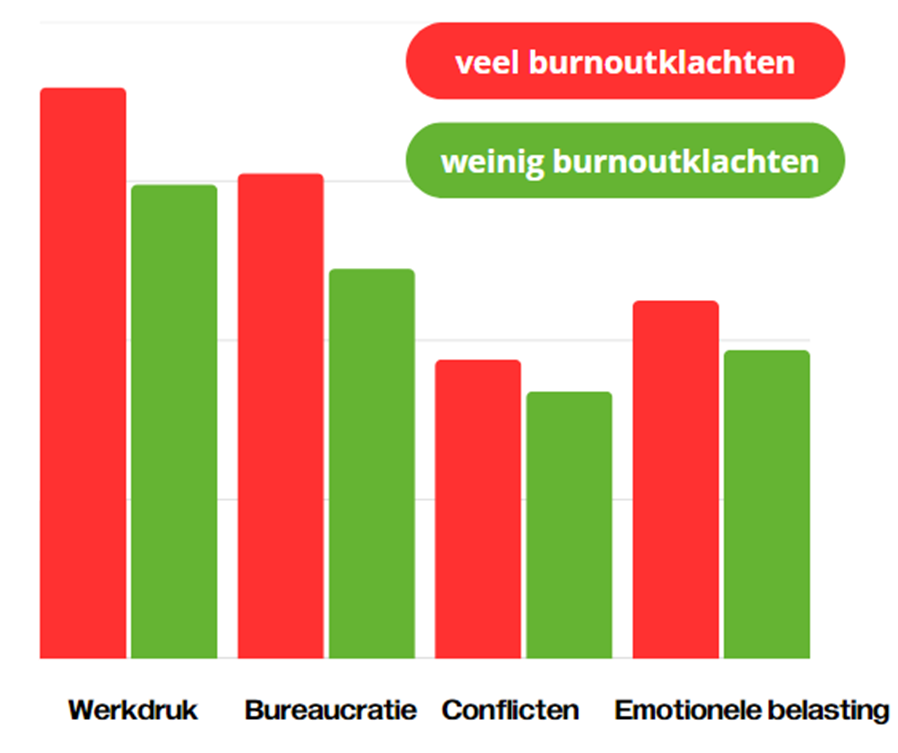 veel burnoutklachten
weinig burnoutklachten
Werkdruk Bureaucratie Conflicten Emotionele belasting